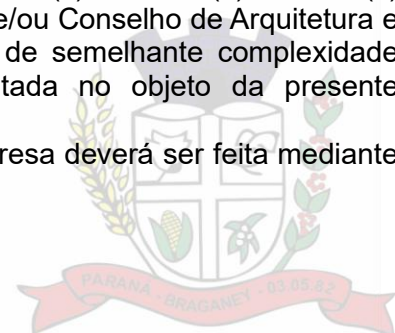 e/ou Conselho de Arquitetura e
de semelhante complexidade
tada no objeto da presente
resa deverá ser feita mediante
PARANÁ - BRAGANEY - 03.05.82